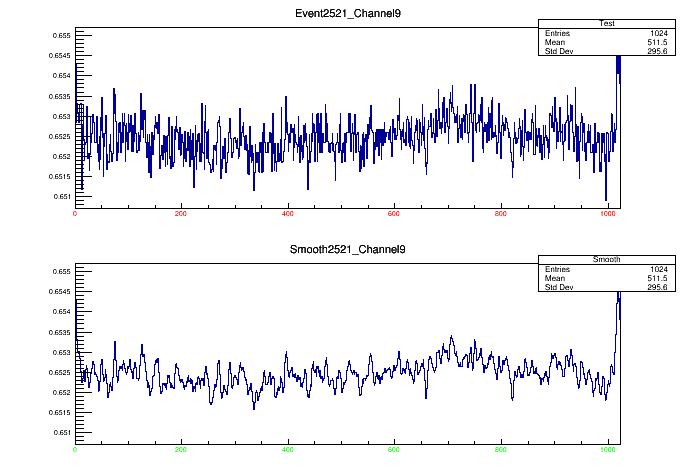 Event2521_Channel9
Test
Entries 1024
Mean 511.5
Std Dev 295.6
0.655
0.6545
0.654
0.6535
0.653
0.6525
0.652
0.6515
0.651
0 200 400 600 800 1000
Smooth2521_Channel9
Smooth
Entries 1024
Mean 511.5
Std Dev 295.6
0.655
0.6545
0.654
0.6535
0.653
0.6525
0.652
0.6515
0.651
0 200 400 600 800 1000